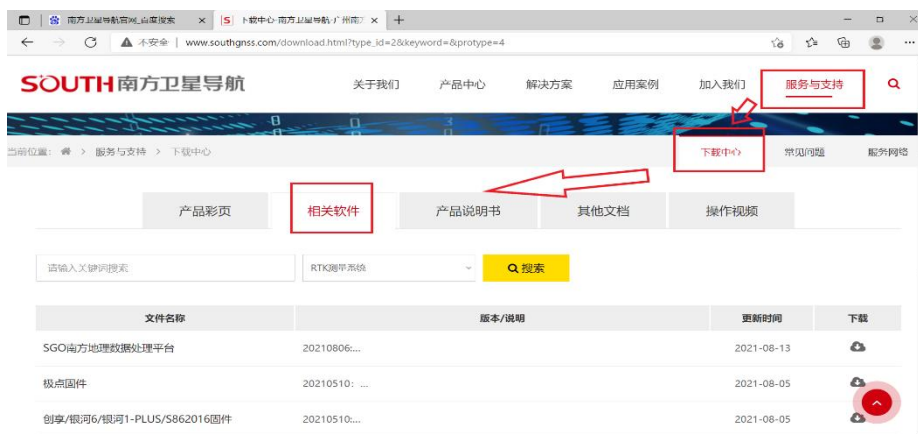 南方卫星导航官网_百度搜索
下载中心-南方卫星导航-广州南方
不安全 | www.southgnss.com/download.html?type_id=2&keyword=&protype=4
SOUTH南方卫星导航 关于我们 产品中心 解决方案 应用案例 加入我们 服务与支持
当前位置: > 服务与支持 > 下载中心 下载中心 常见问题 服务网络
产品彩页 相关软件 产品说明书 其他文档 操作视频
请输入关键词搜索 RTK测量系统 搜索
文件名称 版本/说明 更新时间 下载
SGO南方地理数据处理平台 20210806:... 2021-08-13
极点固件 20210510: ... 2021-08-05
创享/银河6/银河1-PLUS/S862016固件 20210510:... 2021-08-05